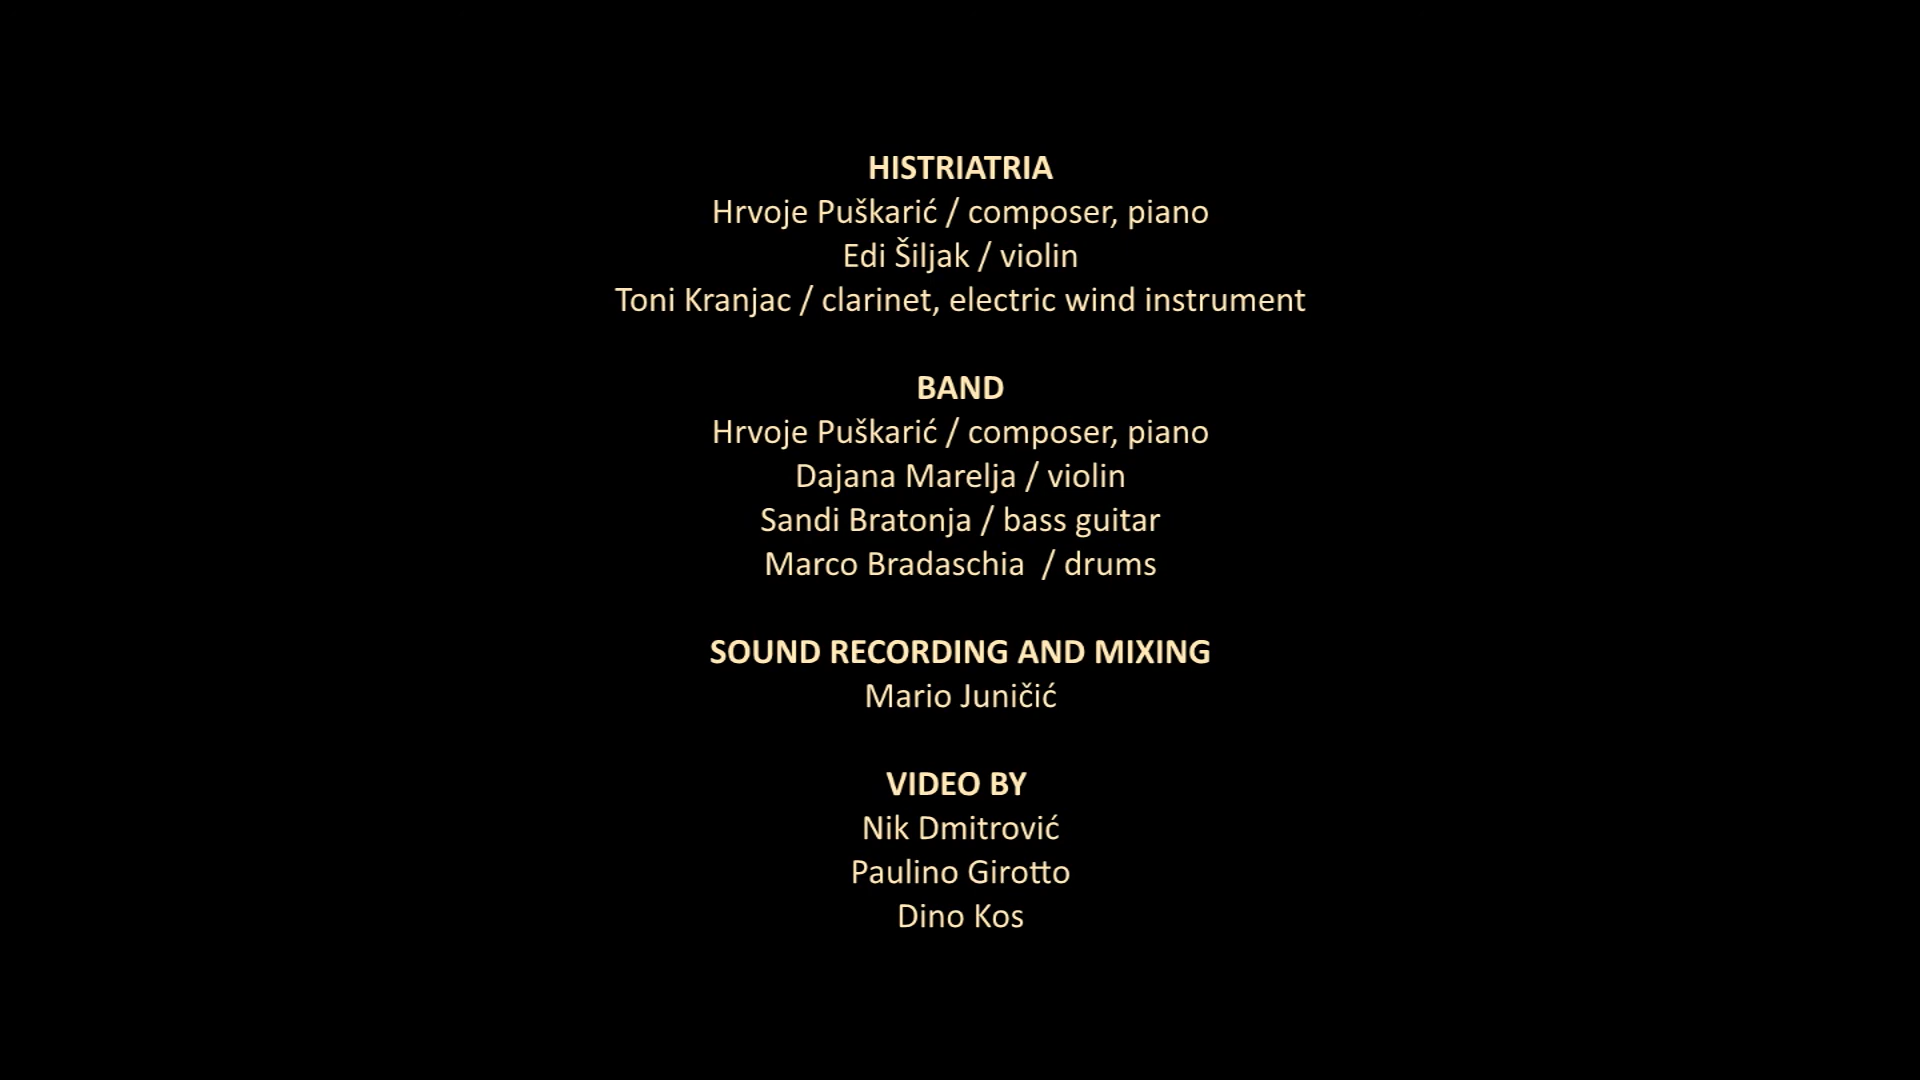 HISTRIATRIA
Hrvoje Puškarić / composer, piano
Edi Šiljak / violin
Toni Kranjac / clarinet, electric wind instrument
BAND
Hrvoje Puškarić / composer, piano
Dajana Marelja / violin
Sandi Bratonja / bass guitar
Marco Bradaschia  / drums
SOUND RECORDING AND MIXING
Mario Juničić
VIDEO BY
Nik Dmitrović
Paulino Girotto
Dino Kos